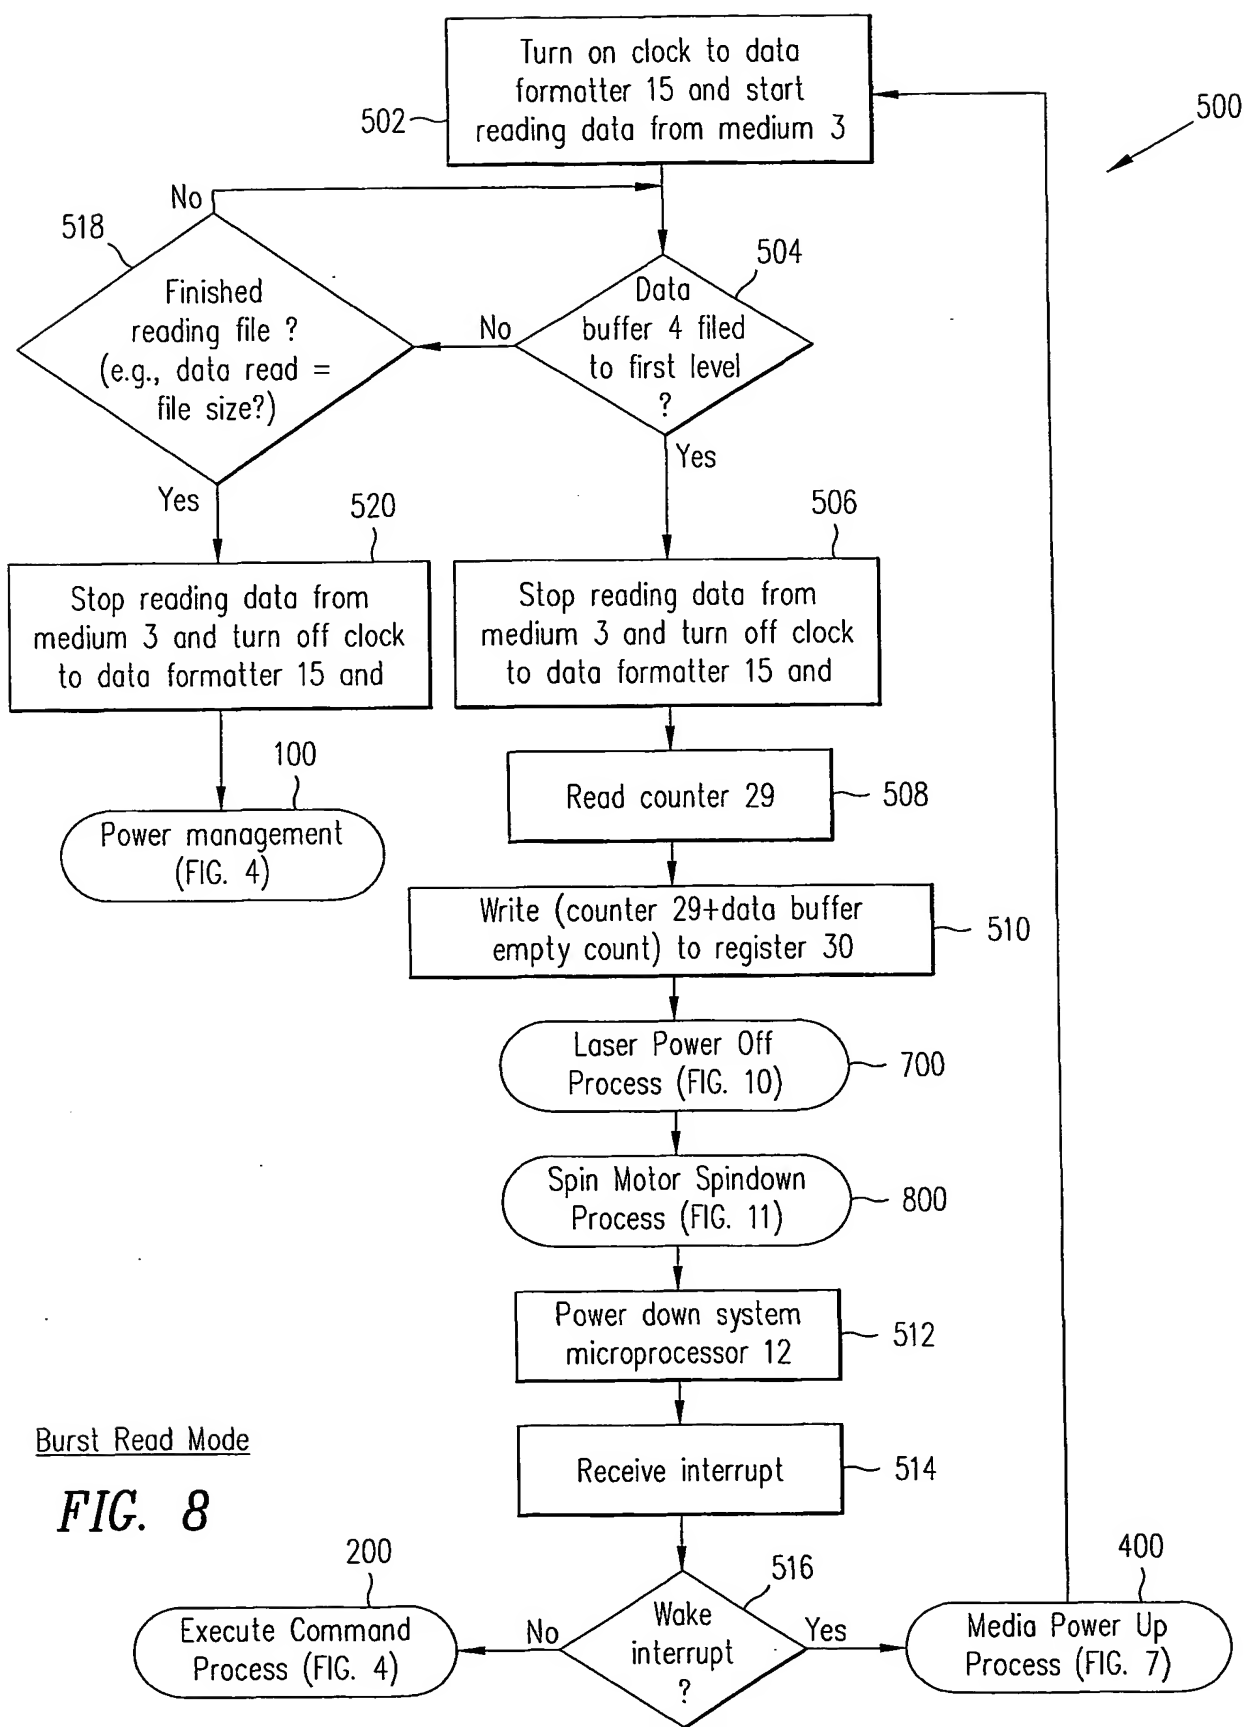 Turn on clock to data
formatter 15 and start
reading data from medium 3
502
500
No
518
504
Finished
reading file ?
(e.g., data read =
file size?)
No
Data
buffer 4 filed
to first level
?
Yes
Yes
520
506
Stop reading data from
medium 3 and turn off clock
to data formatter 15 and
Stop reading data from
medium 3 and turn off clock
to data formatter 15 and
100
Power management
(FIG. 4)
Read counter 29
508
Write (counter 29+data buffer
empty count) to register 30
510
Laser Power Off
Process (FIG. 10)
700
Spin Motor Spindown
Process (FIG. 11)
800
Power down system
microprocessor 12
512
Burst Read Mode
FIG. 8
Receive interrupt
514
200
516
400
Execute Command
Process (FIG. 4)
No
Wake
interrupt
?
Yes
Media Power Up
Process (FIG. 7)